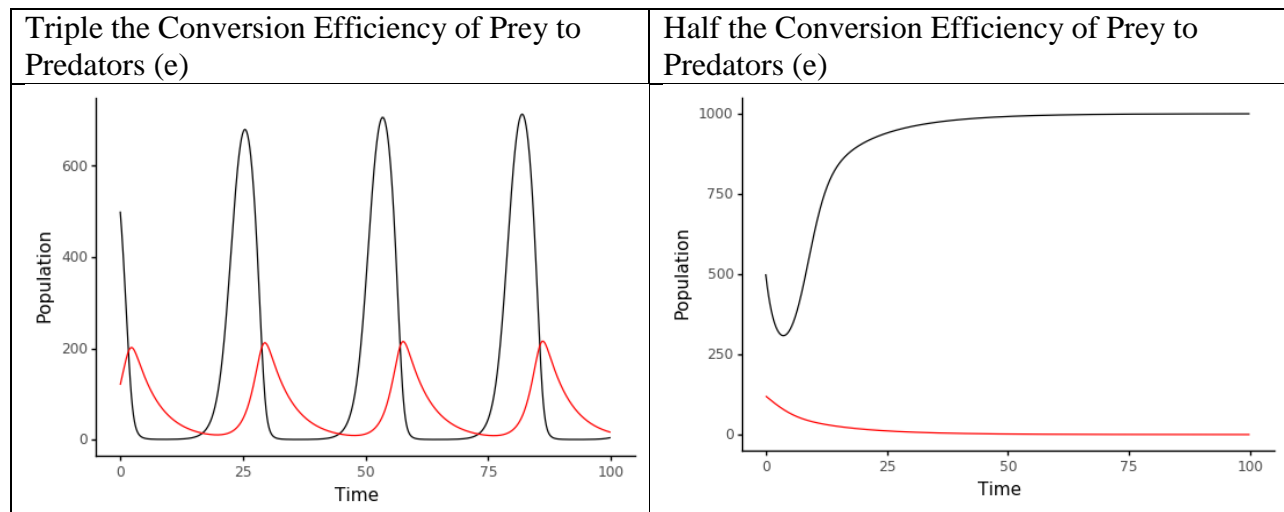 Triple the Conversion Efficiency of Prey to
Predators (e)
Half the Conversion Efficiency of Prey to
Predators (e)
600
400
200
0
Population
0 25 50 75 100
Time
1000
750
500
250
0
Population
0 25 50 75 100
Time